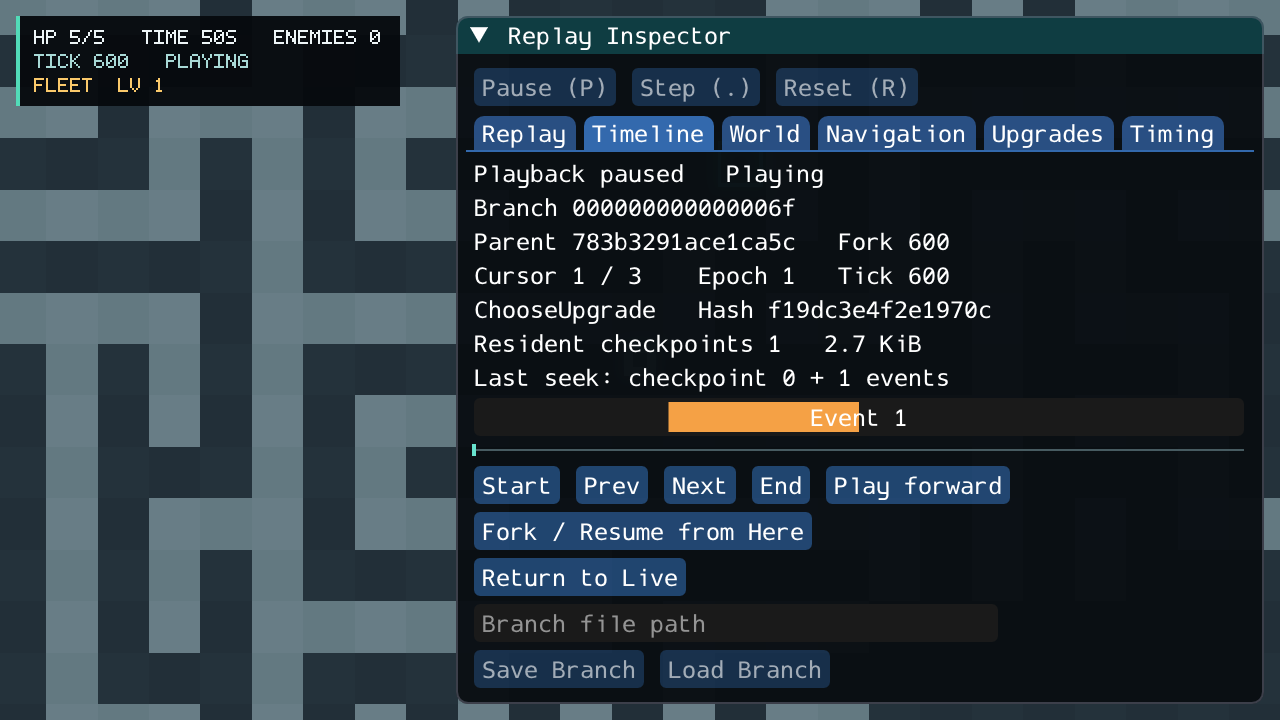 HP 5/5 TIME 50S ENEMIES 0
TICK 600 PLAYING
FLEET LV 1
Replay Inspector
Pause (P) Step (.) Reset (R)
Replay Timeline World Navigation Upgrades Timing
Playback paused Playing
Branch 000000000000006f
Parent 783b3291ace1ca5c Fork 600
Cursor 1 / 3 Epoch 1 Tick 600
ChooseUpgrade Hash f19dc3e4f2e1970c
Resident checkpoints 1 2.7 KiB
Last seek: checkpoint 0 + 1 events
Event 1
Start Prev Next End Play forward
Fork / Resume from Here
Return to Live
Branch file path
Save Branch Load Branch